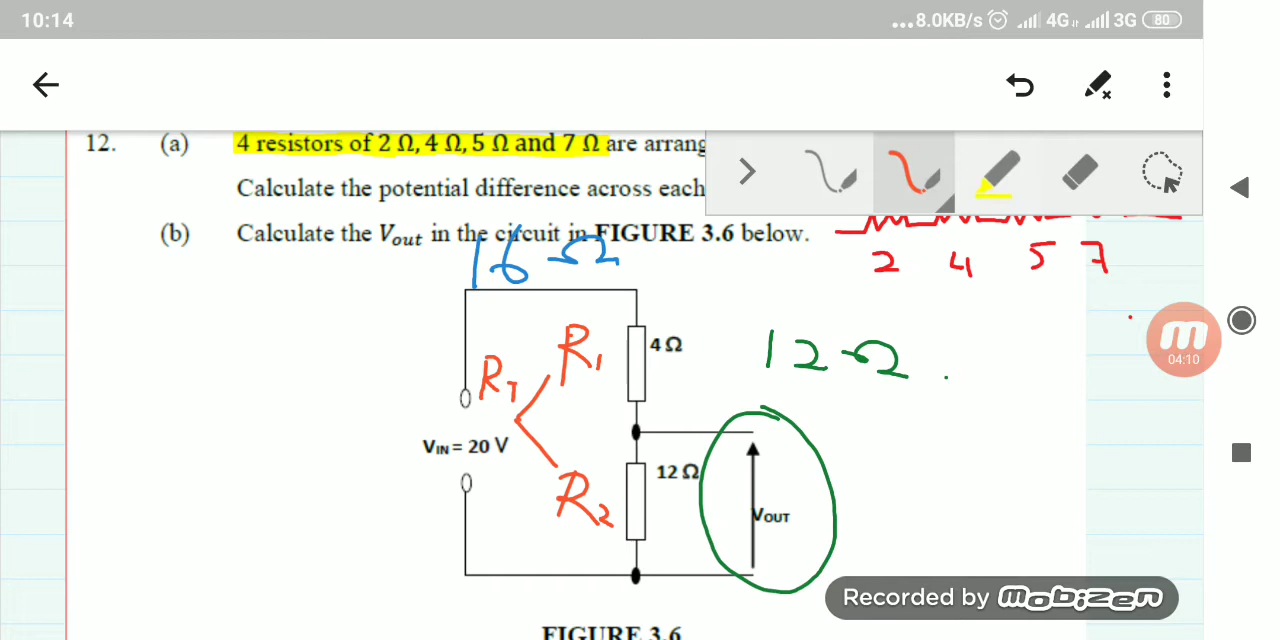 10:14 ...8.0KB/s 4G 3G 80
12. (a) 4 resistors of 2 Ω, 4 Ω, 5 Ω and 7 Ω are arrang
Calculate the potential difference across each
(b) Calculate the Vout in the circuit in FIGURE 3.6 below.
2 4 5 7
16 Ω
R1
4 Ω
12 Ω
RT
04:10
VIN = 20 V
12 Ω
R2
VOUT
Recorded by mobizen
FIGURE 3.6